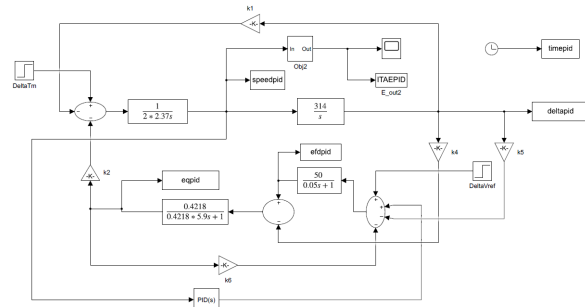 k1
-K-
In Out
Obj2
timepid
DeltaTm
speedpid
ITAEPID
E_out2
1
2 * 2.37s
314
s
deltapid
k2
-K-
efdpid
k4
-K-
k5
-K-
eqpid
50
0.05s + 1
DeltaVref
0.4218
0.4218 * 5.9s + 1
-K-
k6
PID(s)